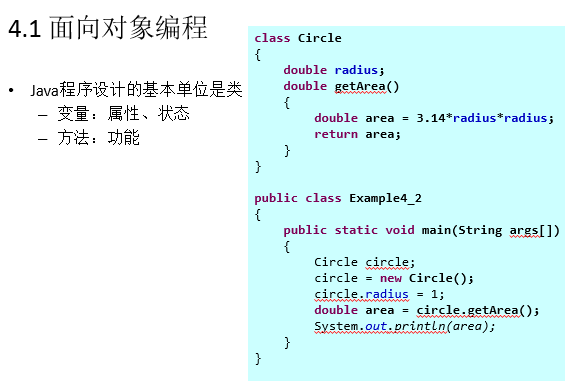 4.1 面向对象编程
• Java程序设计的基本单位是类
– 变量：属性、状态
– 方法：功能
class Circle
{
double radius;
double getArea()
{
double area = 3.14*radius*radius;
return area;
}
}
public class Example4_2
{
public static void main(String args[])
{
Circle circle;
circle = new Circle();
circle.radius = 1;
double area = circle.getArea();
System.out.println(area);
}
}